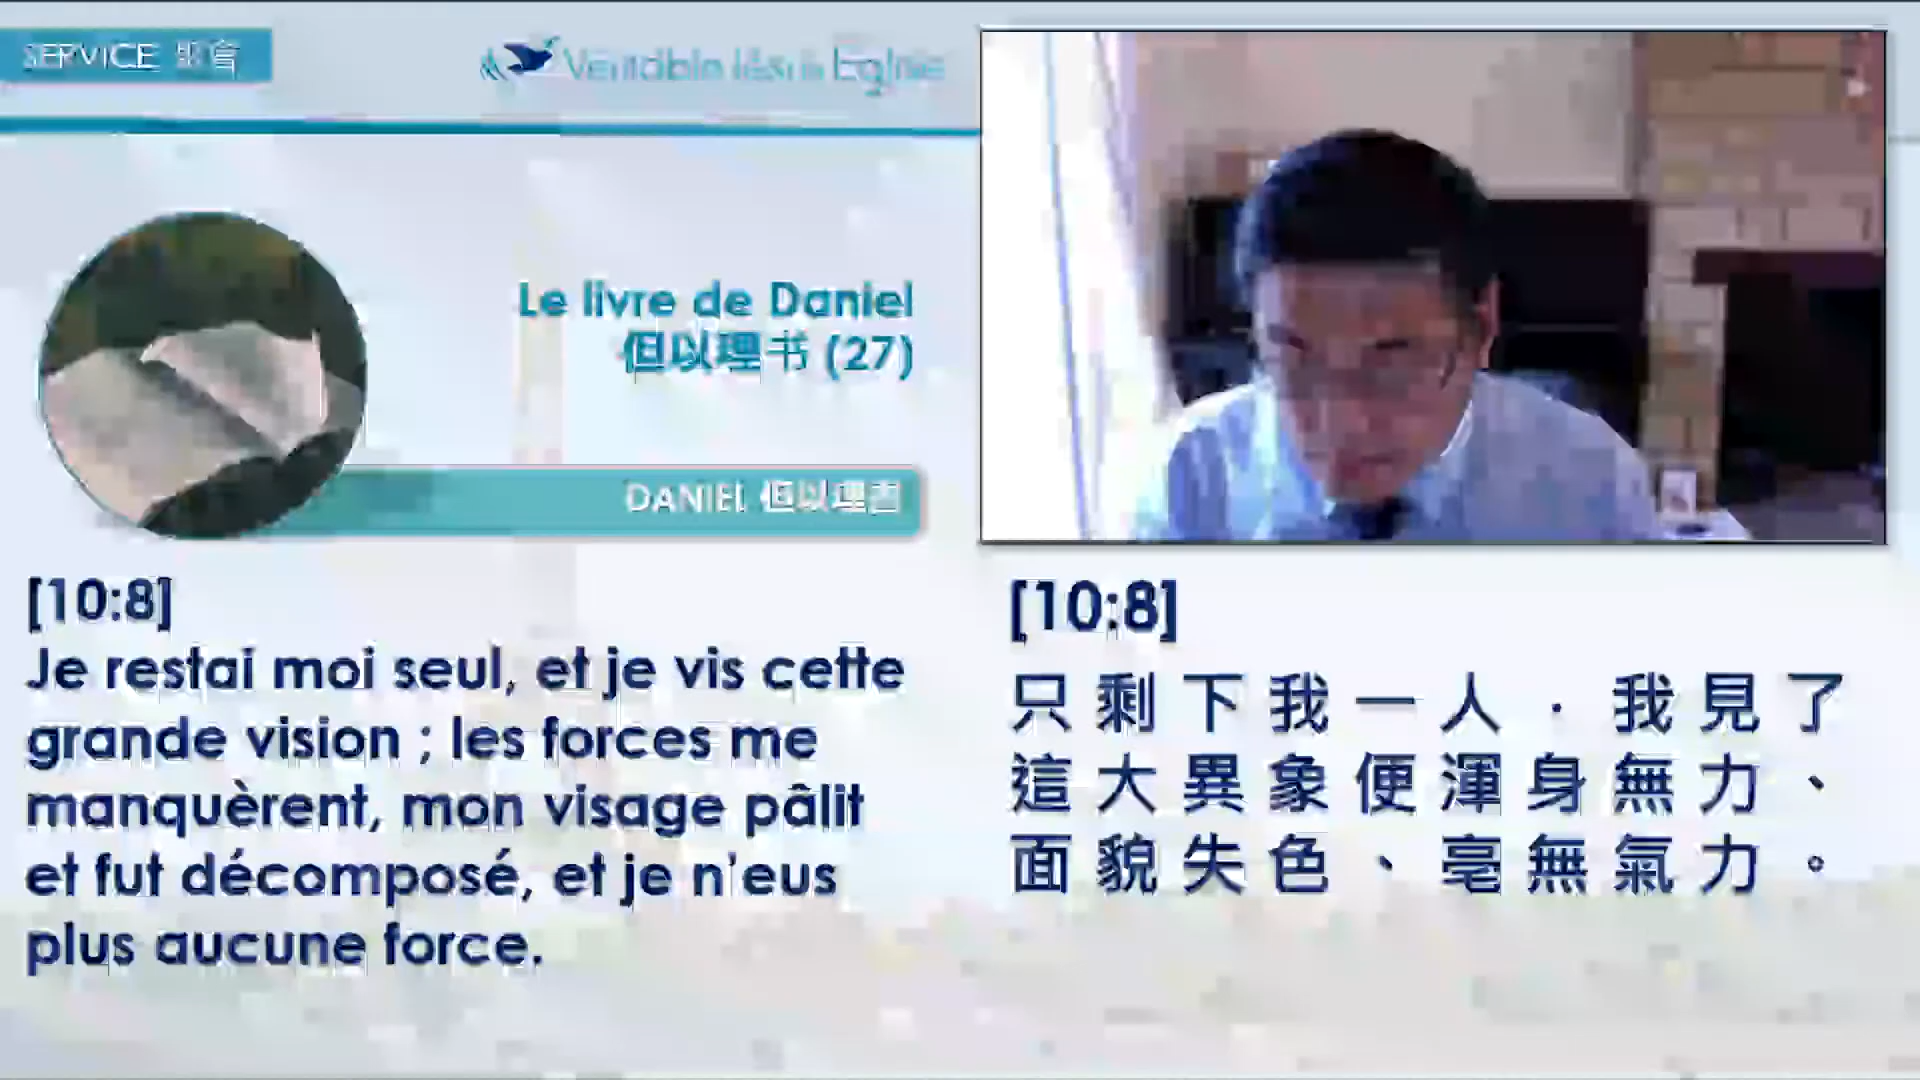 SERVICE 聚會
Véritable Jésus Eglise
Le livre de Daniel
但以理书 (27)
DANIEL 但以理書
[10:8]
Je restai moi seul, et je vis cette
grande vision ; les forces me
manquèrent, mon visage pâlit
et fut décomposé, et je n'eus
plus aucune force.
[10:8]
只剩下我一人．我見了
這大異象便渾身無力、
面貌失色、毫無氣力。